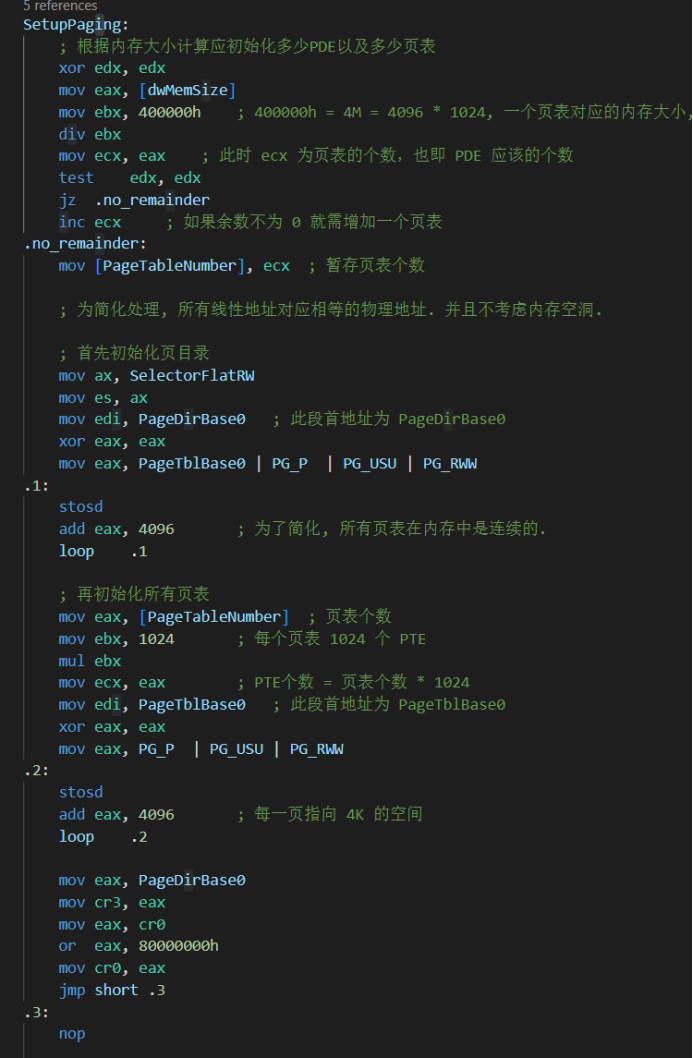 5 references
SetupPaging:
; 根据内存大小计算应初始化多少PDE以及多少页表
xor edx, edx
mov eax, [dwMemSize]
mov ebx, 400000h    ; 400000h = 4M = 4096 * 1024, 一个页表对应的内存大小,
div ebx
mov ecx, eax    ; 此时 ecx 为页表的个数，也即 PDE 应该的个数
test    edx, edx
jz  .no_remainder
inc ecx     ; 如果余数不为 0 就需增加一个页表
.no_remainder:
mov [PageTableNumber], ecx  ; 暂存页表个数
; 为简化处理, 所有线性地址对应相等的物理地址. 并且不考虑内存空洞.
; 首先初始化页目录
mov ax, SelectorFlatRW
mov es, ax
mov edi, PageDirBase0   ; 此段首地址为 PageDirBase0
xor eax, eax
mov eax, PageTblBase0 | PG_P  | PG_USU | PG_RWW
.1:
stosd
add eax, 4096       ; 为了简化, 所有页表在内存中是连续的.
loop    .1
; 再初始化所有页表
mov eax, [PageTableNumber]  ; 页表个数
mov ebx, 1024       ; 每个页表 1024 个 PTE
mul ebx
mov ecx, eax        ; PTE个数 = 页表个数 * 1024
mov edi, PageTblBase0   ; 此段首地址为 PageTblBase0
xor eax, eax
mov eax, PG_P  | PG_USU | PG_RWW
.2:
stosd
add eax, 4096       ; 每一页指向 4K 的空间
loop    .2
mov eax, PageDirBase0
mov cr3, eax
mov eax, cr0
or  eax, 80000000h
mov cr0, eax
jmp short .3
.3:
nop